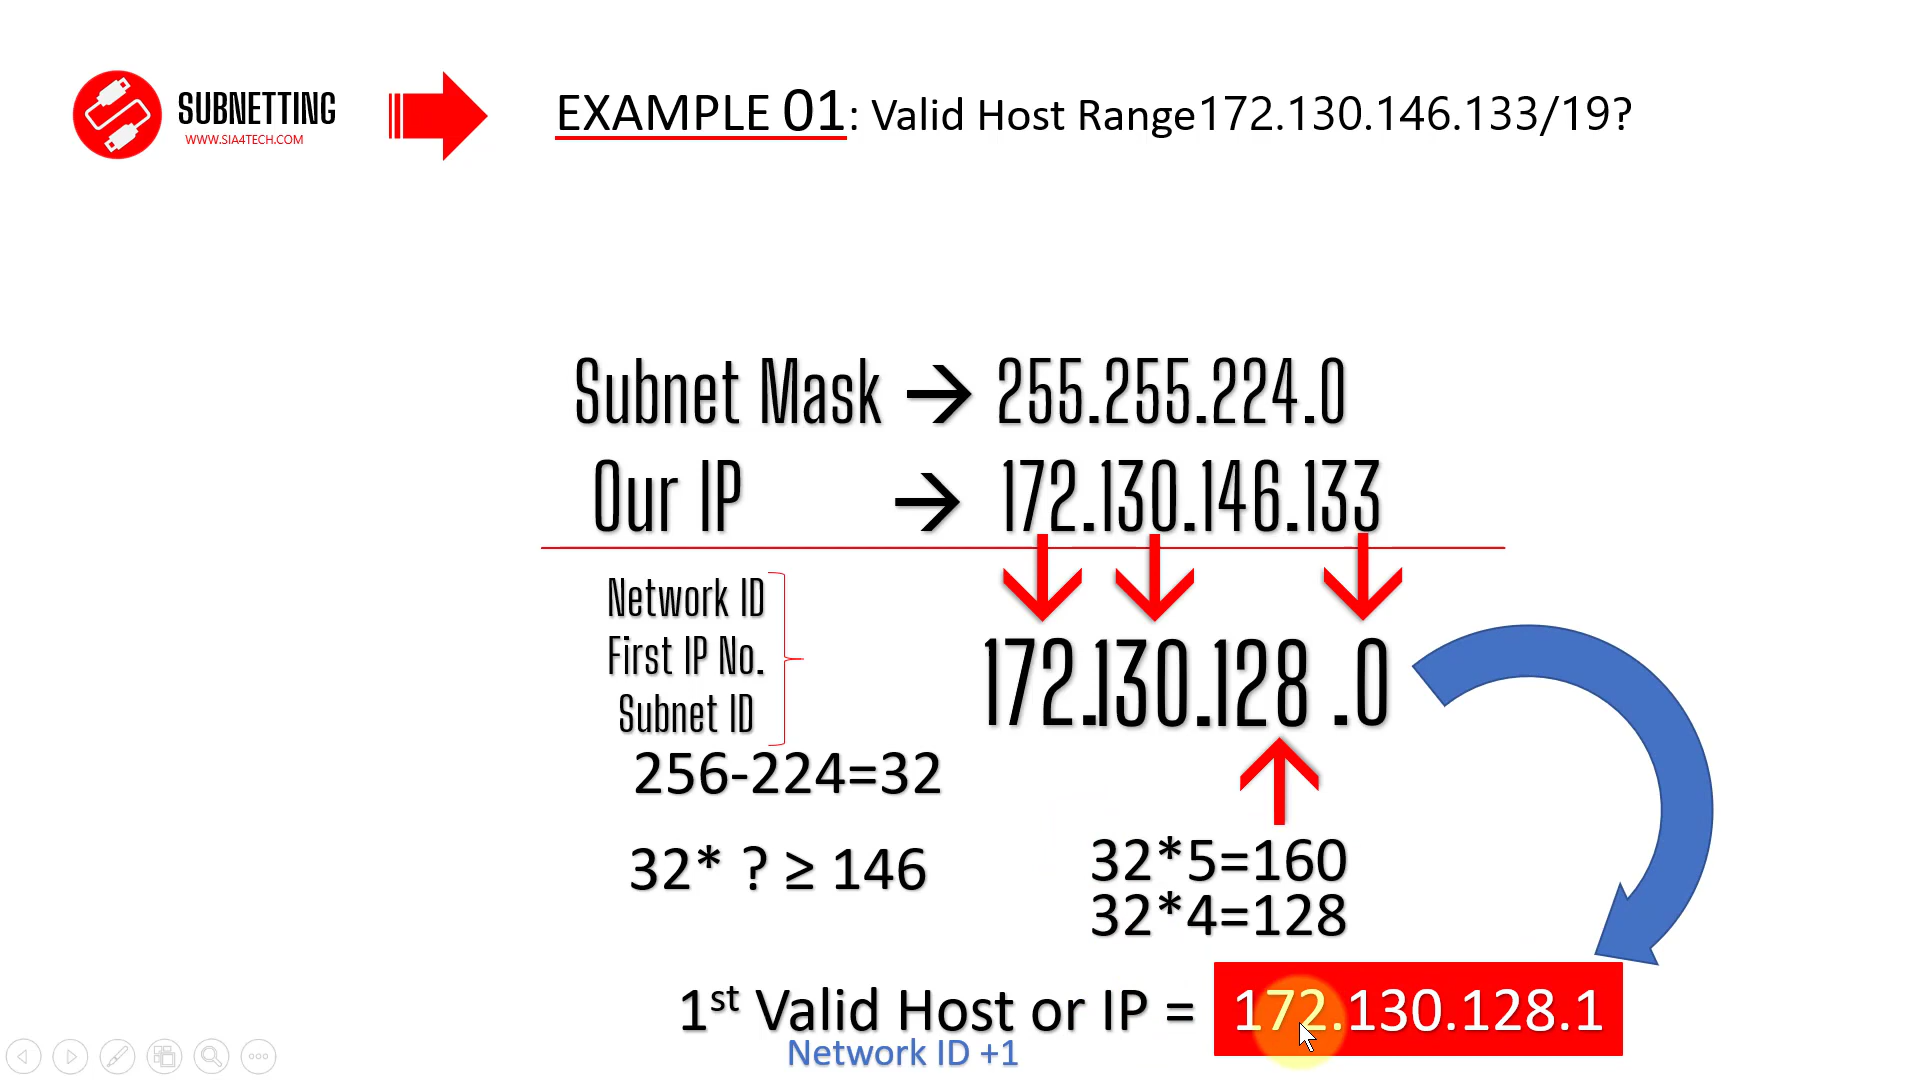 SUBNETTING
WWW.SIA4TECH.COM
EXAMPLE 01: Valid Host Range172.130.146.133/19?
Subnet Mask → 255.255.224.0
Our IP → 172.130.146.133
Network ID
First IP No.
Subnet ID
172.130.128 .0
256-224=32
32* ? ≥ 146
32*5=160
32*4=128
1st Valid Host or IP = 172.130.128.1
Network ID +1